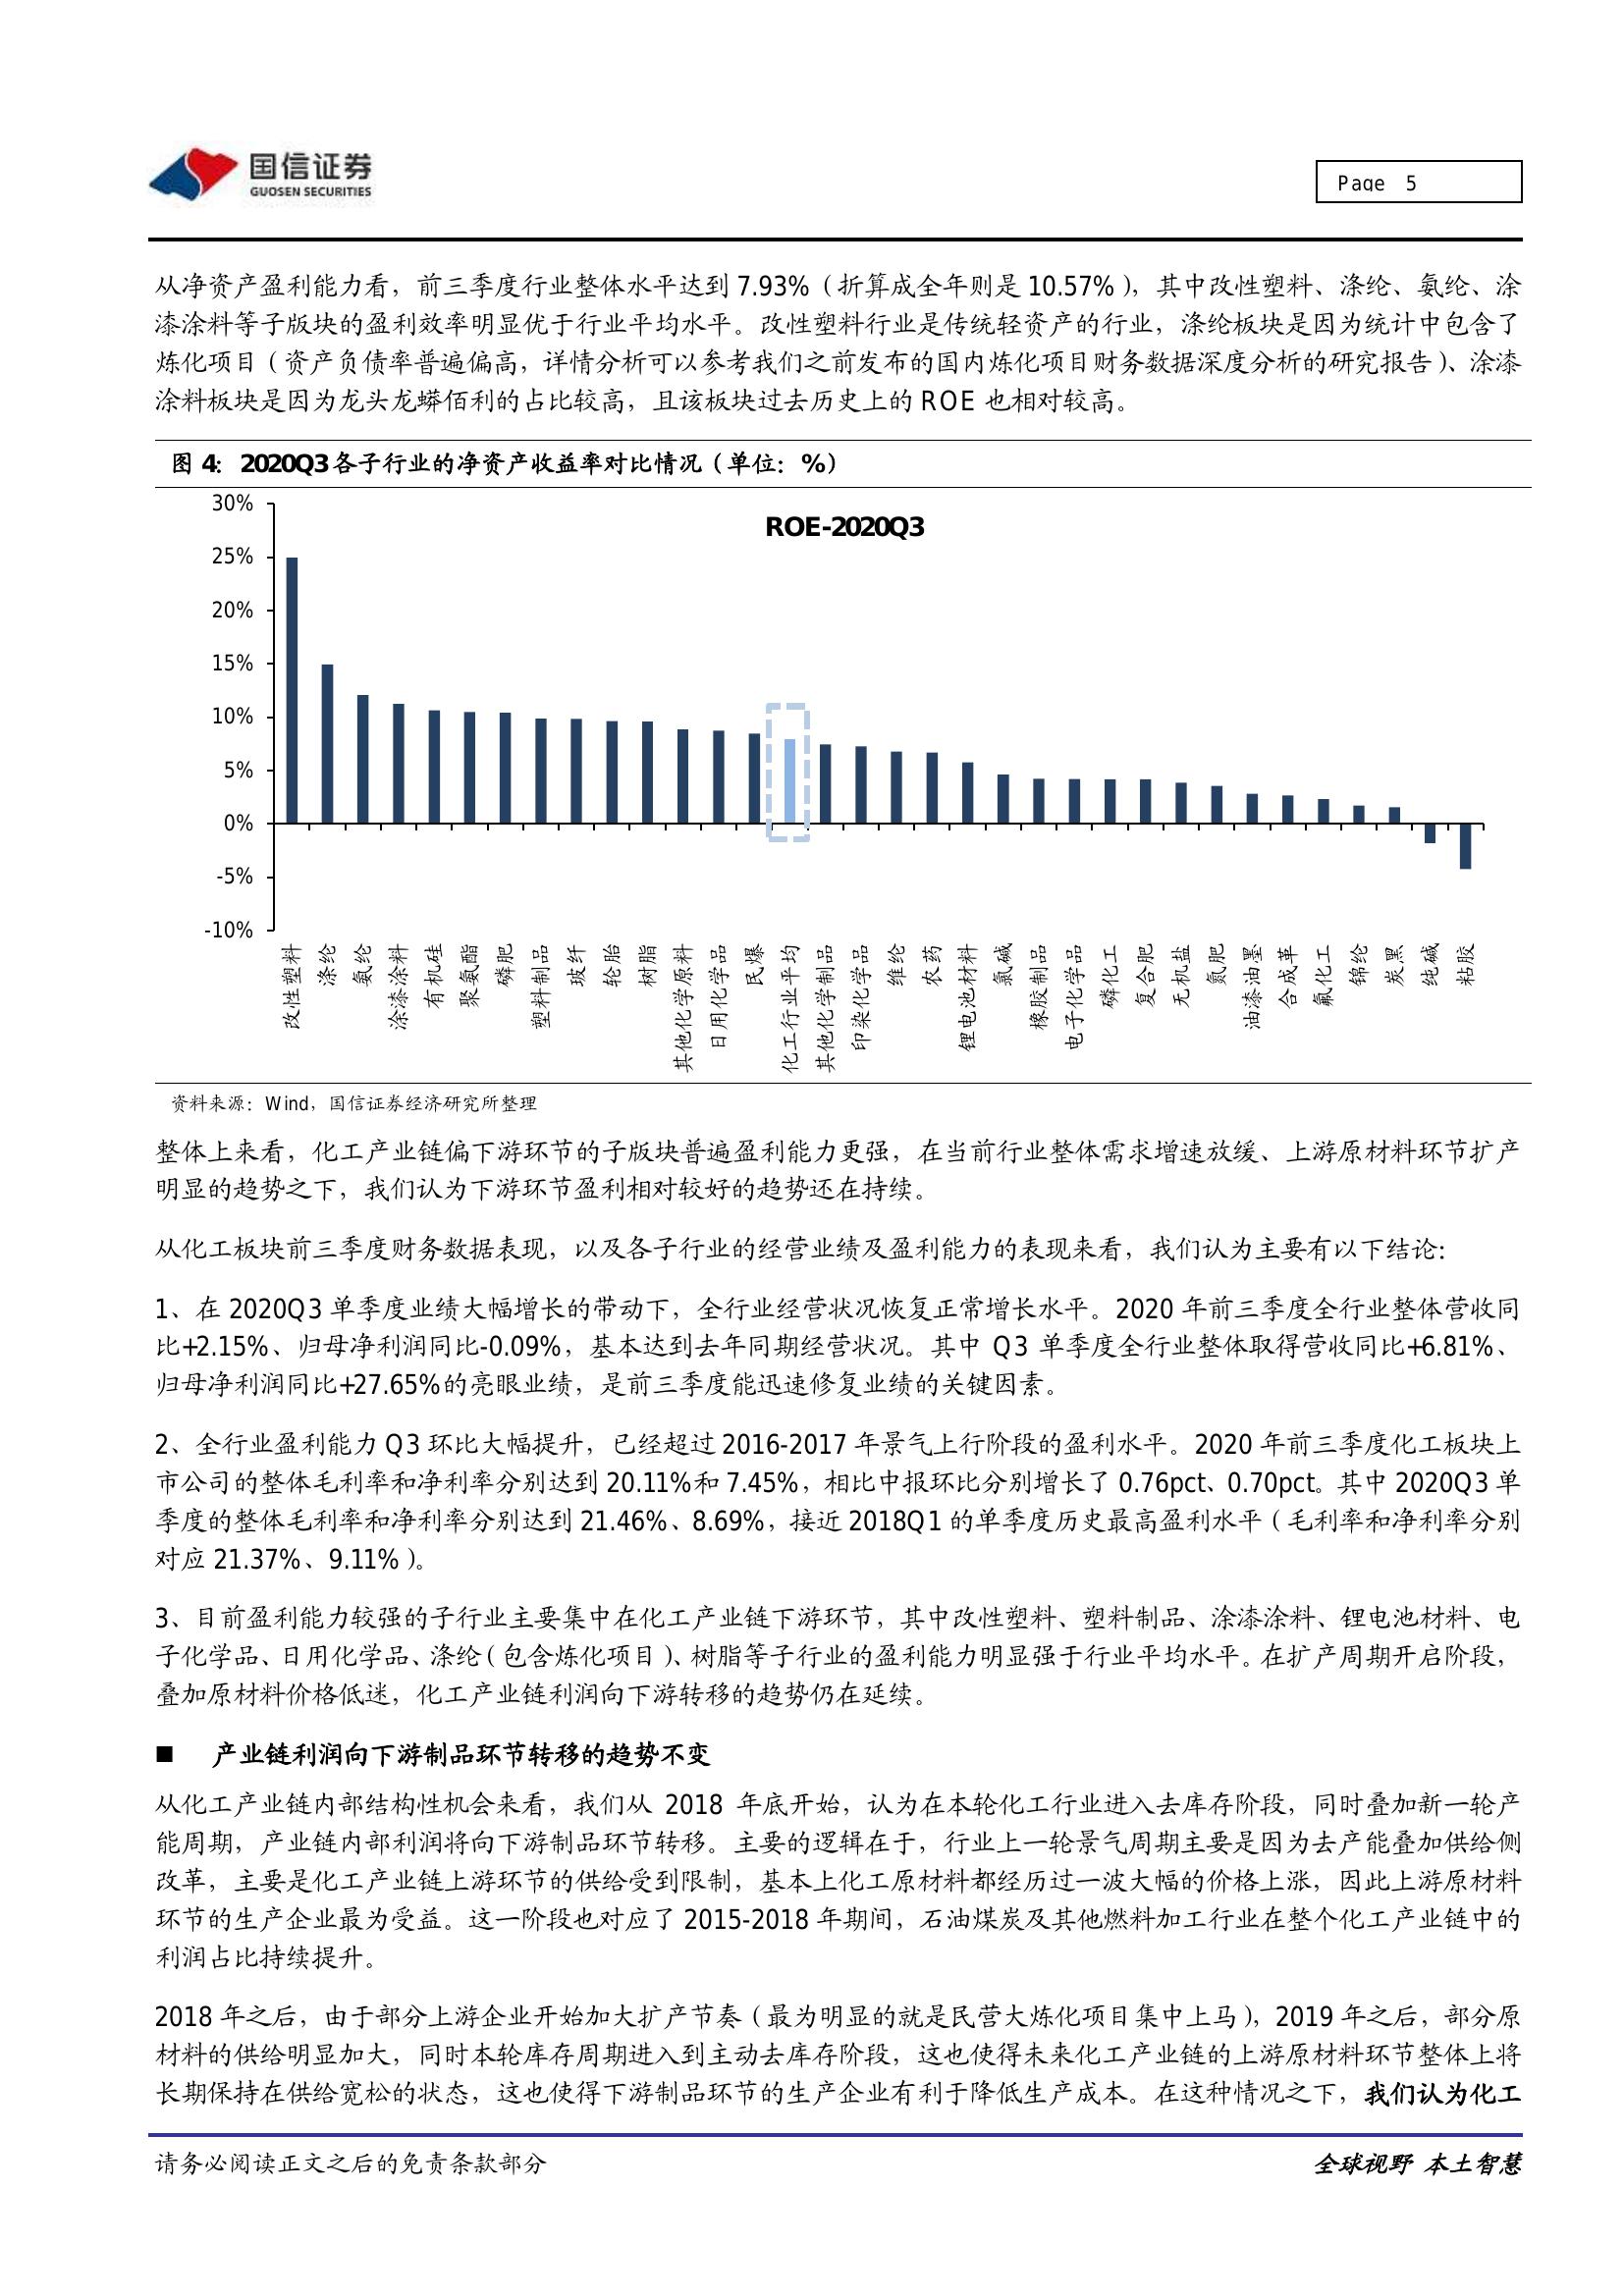 国信证券
GUOSEN SECURITIES
Page 5
从净资产盈利能力看，前三季度行业整体水平达到 7.93%（折算成全年则是 10.57%），其中改性塑料、涤纶、氨纶、涂
漆涂料等子版块的盈利效率明显优于行业平均水平。改性塑料行业是传统轻资产的行业，涤纶板块是因为统计中包含了
炼化项目（资产负债率普遍偏高，详情分析可以参考我们之前发布的国内炼化项目财务数据深度分析的研究报告）、涂漆
涂料板块是因为龙头龙蟒佰利的占比较高，且该板块过去历史上的 ROE 也相对较高。
图 4：2020Q3 各子行业的净资产收益率对比情况（单位：%）
ROE-2020Q3
30%
25%
20%
15%
10%
5%
0%
-5%
-10%
改性塑料
涤纶
氨纶
涂漆涂料
有机硅
聚氨酯
磷肥
塑料制品
玻纤
轮胎
树脂
其他化学原料
日用化学品
民爆
化工行业平均
其他化学制品
印染化学品
维纶
农药
锂电池材料
氯碱
橡胶制品
电子化学品
磷化工
复合肥
无机盐
氮肥
油漆油墨
合成革
氟化工
锦纶
炭黑
纯碱
粘胶
资料来源：Wind，国信证券经济研究所整理
整体上来看，化工产业链偏下游环节的子版块普遍盈利能力更强，在当前行业整体需求增速放缓、上游原材料环节扩产
明显的趋势之下，我们认为下游环节盈利相对较好的趋势还在持续。
从化工板块前三季度财务数据表现，以及各子行业的经营业绩及盈利能力的表现来看，我们认为主要有以下结论：
1、在 2020Q3 单季度业绩大幅增长的带动下，全行业经营状况恢复正常增长水平。2020 年前三季度全行业整体营收同
比+2.15%、归母净利润同比-0.09%，基本达到去年同期经营状况。其中 Q3 单季度全行业整体取得营收同比+6.81%、
归母净利润同比+27.65%的亮眼业绩，是前三季度能迅速修复业绩的关键因素。
2、全行业盈利能力 Q3 环比大幅提升，已经超过 2016-2017 年景气上行阶段的盈利水平。2020 年前三季度化工板块上
市公司的整体毛利率和净利率分别达到 20.11%和 7.45%，相比中报环比分别增长了 0.76pct、0.70pct。其中 2020Q3 单
季度的整体毛利率和净利率分别达到 21.46%、8.69%，接近 2018Q1 的单季度历史最高盈利水平（毛利率和净利率分别
对应 21.37%、9.11%）。
3、目前盈利能力较强的子行业主要集中在化工产业链下游环节，其中改性塑料、塑料制品、涂漆涂料、锂电池材料、电
子化学品、日用化学品、涤纶（包含炼化项目）、树脂等子行业的盈利能力明显强于行业平均水平。在扩产周期开启阶段，
叠加原材料价格低迷，化工产业链利润向下游转移的趋势仍在延续。
■ 产业链利润向下游制品环节转移的趋势不变
从化工产业链内部结构性机会来看，我们从 2018 年底开始，认为在本轮化工行业进入去库存阶段，同时叠加新一轮产
能周期，产业链内部利润将向下游制品环节转移。主要的逻辑在于，行业上一轮景气周期主要是因为去产能叠加供给侧
改革，主要是化工产业链上游环节的供给受到限制，基本上化工原材料都经历过一波大幅的价格上涨，因此上游原材料
环节的生产企业最为受益。这一阶段也对应了 2015-2018 年期间，石油煤炭及其他燃料加工行业在整个化工产业链中的
利润占比持续提升。
2018 年之后，由于部分上游企业开始加大扩产节奏（最为明显的就是民营大炼化项目集中上马），2019 年之后，部分原
材料的供给明显加大，同时本轮库存周期进入到主动去库存阶段，这也使得未来化工产业链的上游原材料环节整体上将
长期保持在供给宽松的状态，这也使得下游制品环节的生产企业有利于降低生产成本。在这种情况之下，我们认为化工
请务必阅读正文之后的免责条款部分
全球视野 本土智慧